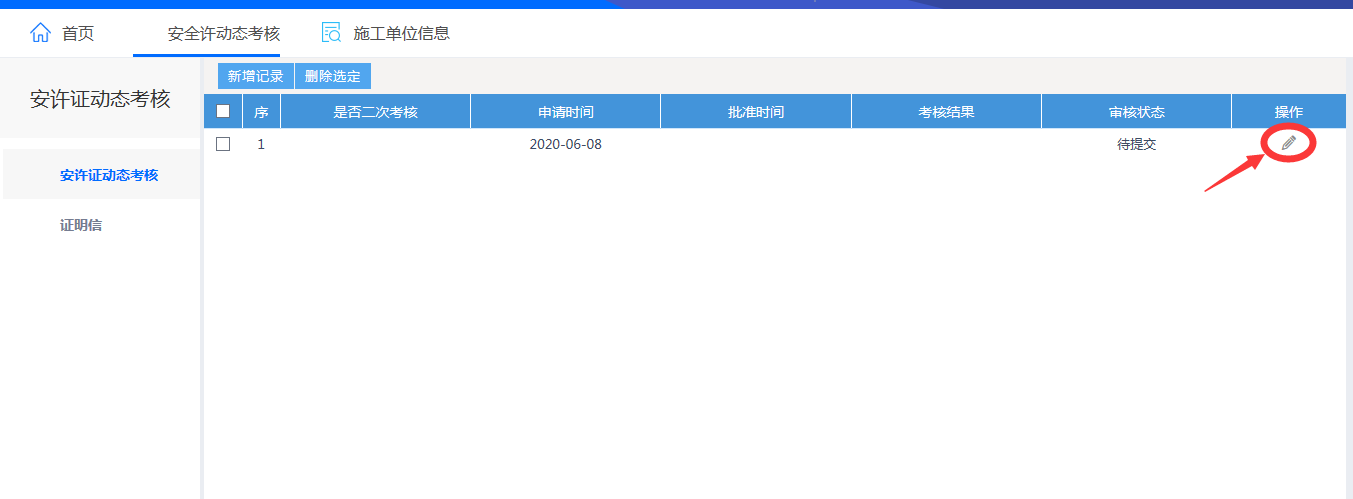 首页 安全许动态考核 施工单位信息
安许证动态考核
安许证动态考核
证明信
新增记录 删除选定
序 是否二次考核 申请时间 批准时间 考核结果 审核状态 操作
1 2020-06-08 待提交